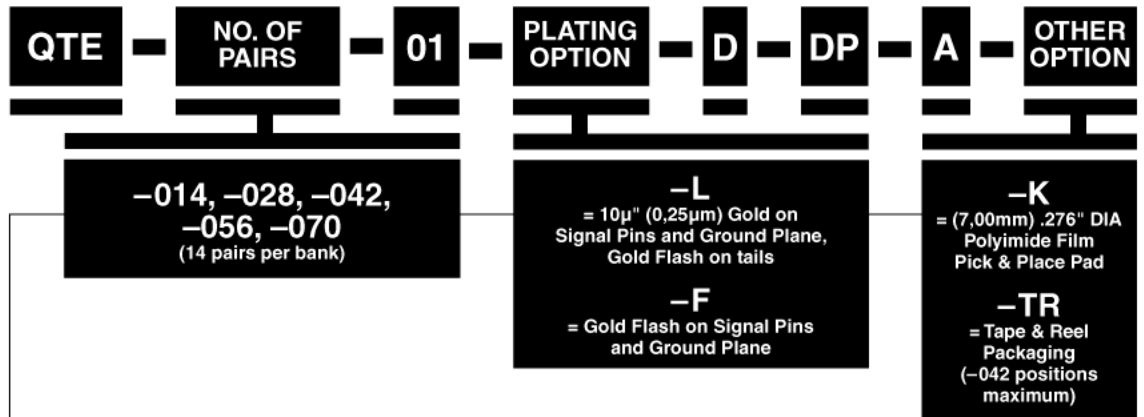 QTE – NO. OF PAIRS – 01 – PLATING OPTION – D – DP – A – OTHER OPTION
–014, –028, –042,
–056, –070
(14 pairs per bank)
–L
= 10µ" (0,25µm) Gold on
Signal Pins and Ground Plane,
Gold Flash on tails
–F
= Gold Flash on Signal Pins
and Ground Plane
–K
= (7,00mm) .276" DIA
Polyimide Film
Pick & Place Pad
–TR
= Tape & Reel
Packaging
(–042 positions
maximum)